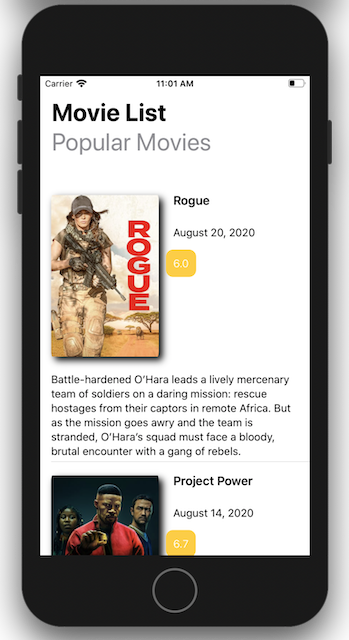 Carrier 11:01 AM
Movie List
Popular Movies
Rogue
August 20, 2020
6.0
ROGUE
Battle-hardened O’Hara leads a lively mercenary
team of soldiers on a daring mission: rescue
hostages from their captors in remote Africa. But
as the mission goes awry and the team is
stranded, O’Hara’s squad must face a bloody,
brutal encounter with a gang of rebels.
Project Power
August 14, 2020
6.7